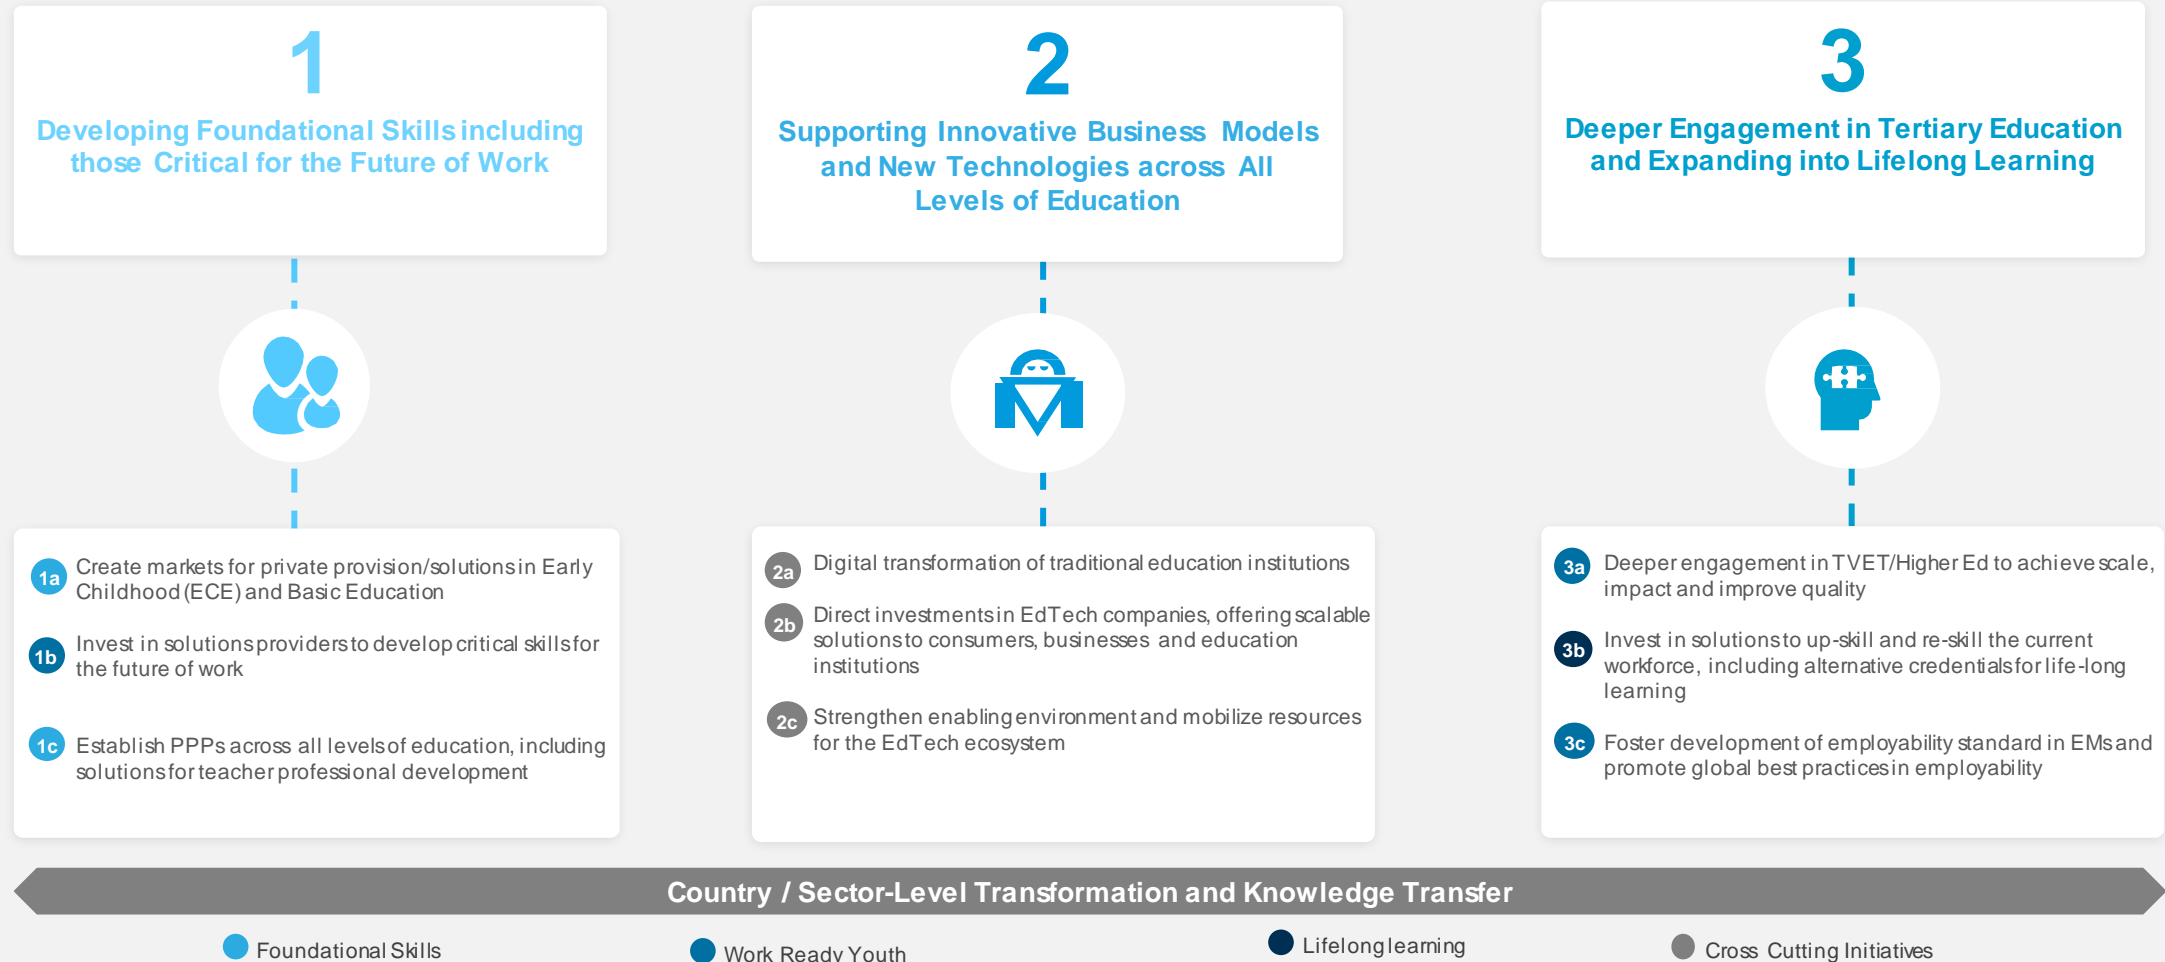 1
Developing Foundational Skills including
those Critical for the Future of Work
2
Supporting Innovative Business Models
and New Technologies across All
Levels of Education
3
Deeper Engagement in Tertiary Education
and Expanding into Lifelong Learning
1a
Create markets for private provision/solutions in Early
Childhood (ECE) and Basic Education
1b
Invest in solutions providers to develop critical skills for
the future of work
1c
Establish PPPs across all levels of education, including
solutions for teacher professional development
2a
Digital transformation of traditional education institutions
2b
Direct investments in EdTech companies, offering scalable
solutions to consumers, businesses and education
institutions
2c
Strengthen enabling environment and mobilize resources
for the EdTech ecosystem
3a
Deeper engagement in TVET/Higher Ed to achieve scale,
impact and improve quality
3b
Invest in solutions to up-skill and re-skill the current
workforce, including alternative credentials for life-long
learning
3c
Foster development of employability standard in EMs and
promote global best practices in employability
Country / Sector-Level Transformation and Knowledge Transfer
Foundational Skills
Work Ready Youth
Lifelong learning
Cross Cutting Initiatives